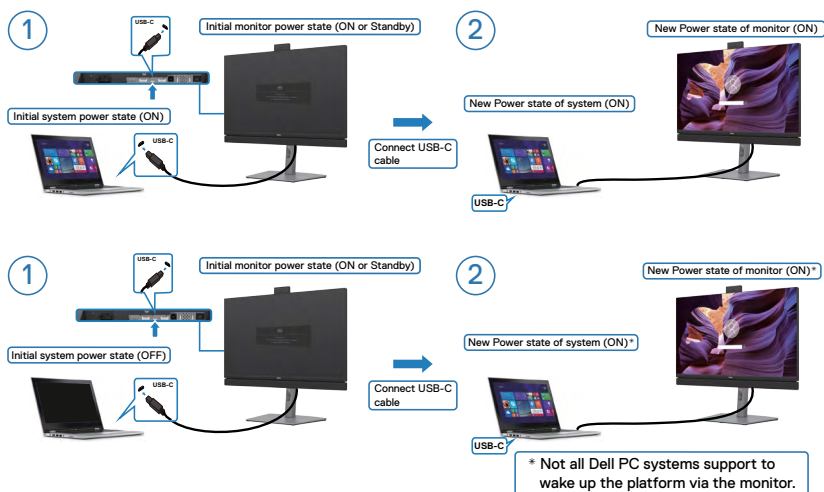 1
USB-C
Initial monitor power state (ON or Standby)
Initial system power state (ON)
USB-C
Connect USB-C
cable
2
New Power state of monitor (ON)
New Power state of system (ON)
USB-C
1
USB-C
Initial monitor power state (ON or Standby)
Initial system power state (OFF)
USB-C
Connect USB-C
cable
2
New Power state of monitor (ON)*
New Power state of system (ON)*
USB-C
* Not all Dell PC systems support to
wake up the platform via the monitor.